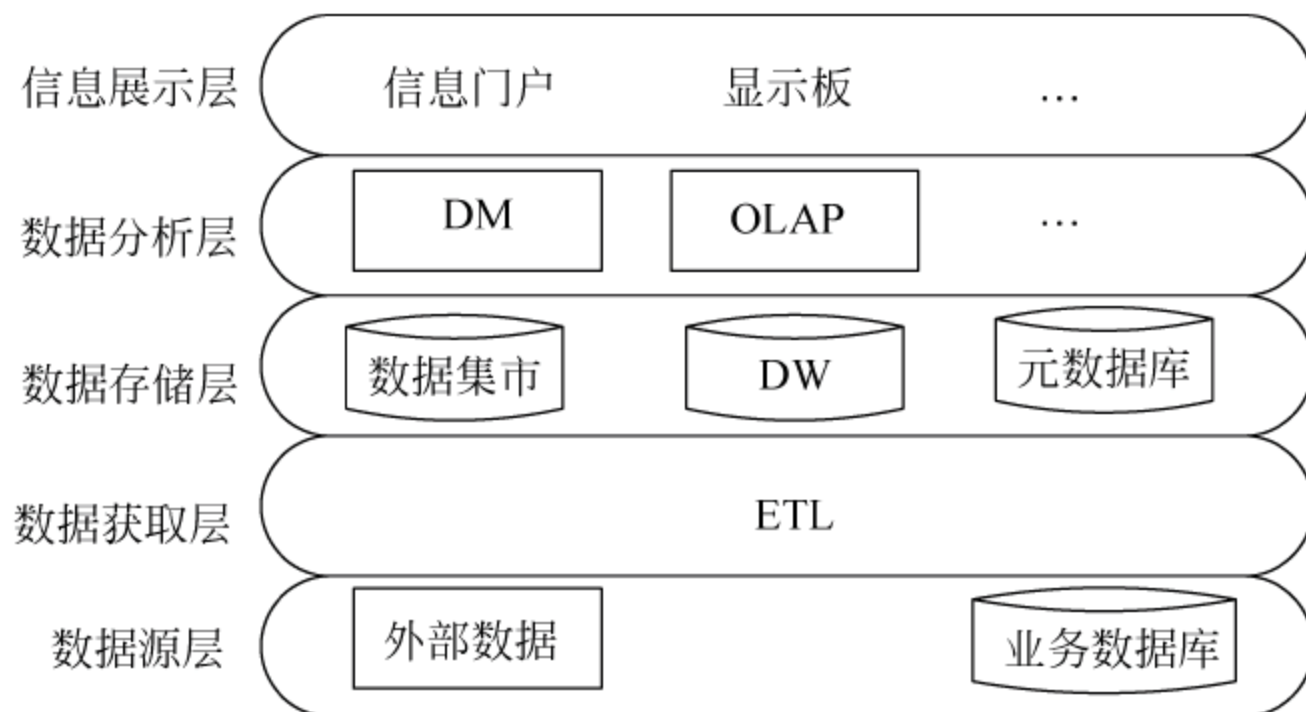 信息展示层 信息门户 显示板 …
数据分析层 DM OLAP …
数据存储层 数据集市 DW 元数据库
数据获取层 ETL
数据源层 外部数据 业务数据库